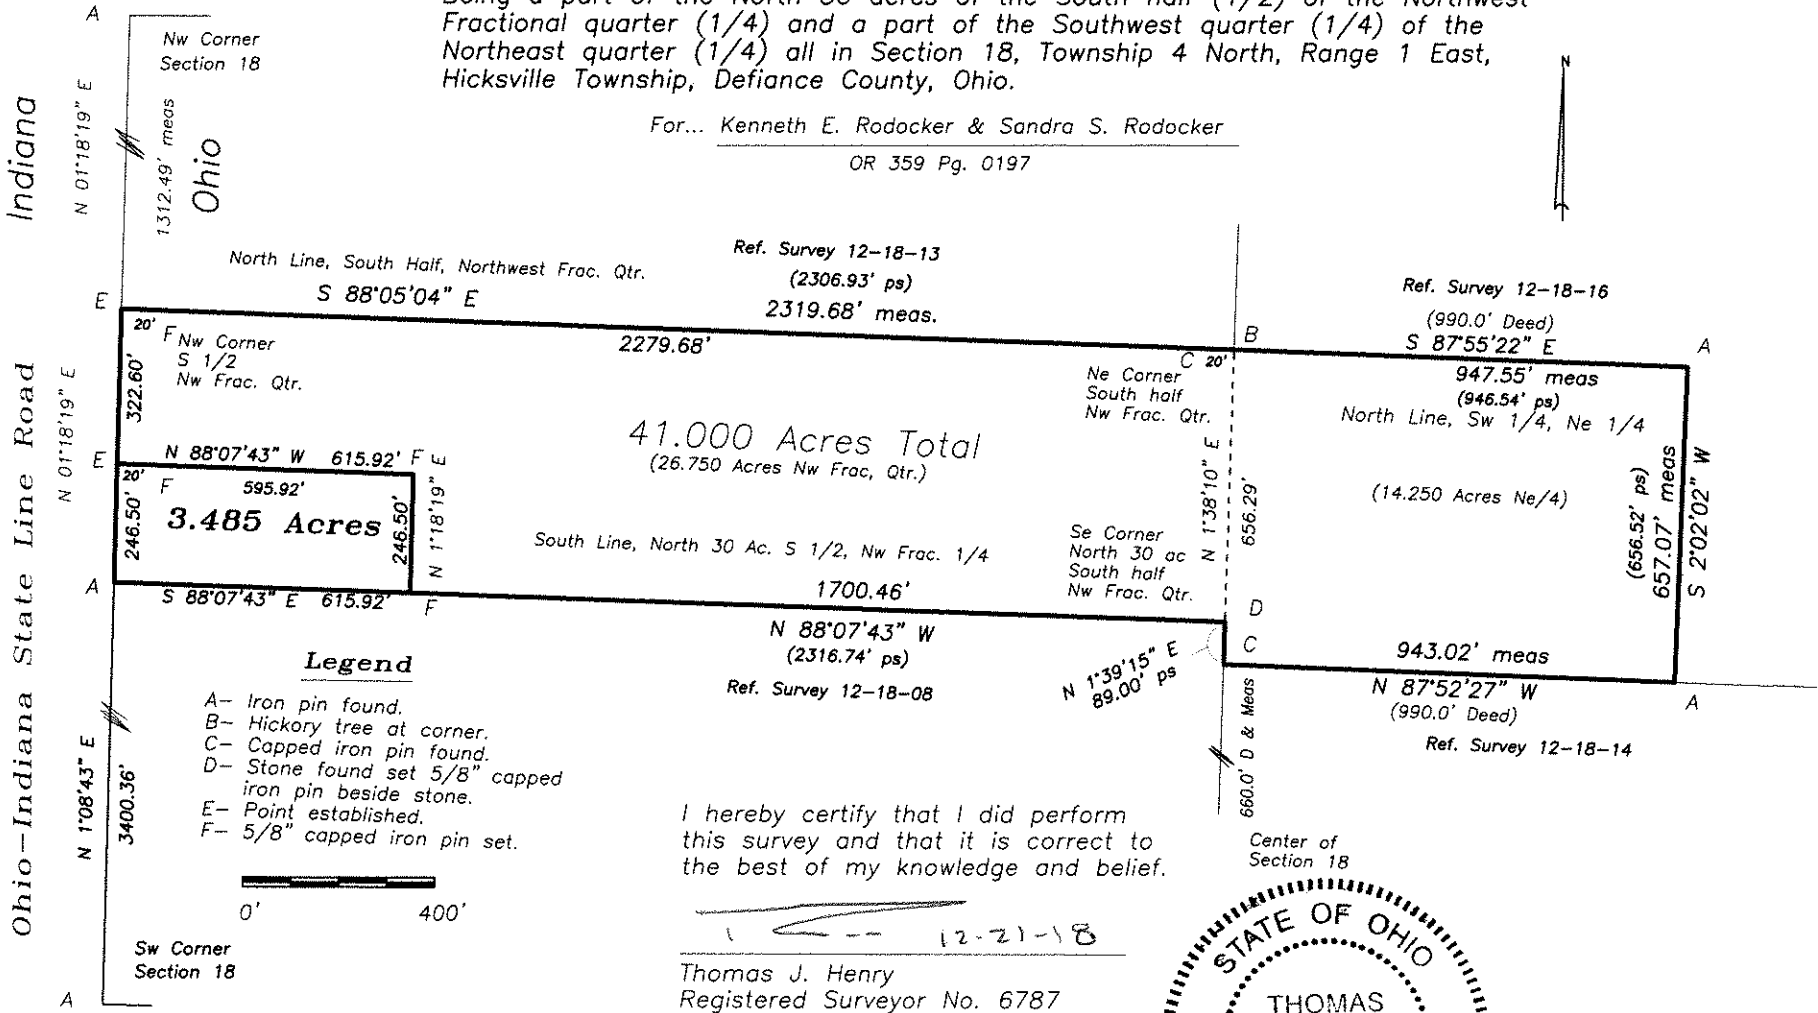 Being a part of the North 30 acres of the South half (1/2) of the Northwest
Fractional quarter (1/4) and a part of the Southwest quarter (1/4) of the
Northeast quarter (1/4) all in Section 18, Township 4 North, Range 1 East,
Hicksville Township, Defiance County, Ohio.
For... Kenneth E. Rodocker & Sandra S. Rodocker
OR 359 Pg. 0197
N
A
Nw Corner
Section 18
Indiana
N 01°18'19" E
1312.49' meas
Ohio
North Line, South Half, Northwest Frac. Qtr.
S 88°05'04" E
Ref. Survey 12-18-13
(2306.93' ps)
2319.68' meas.
2279.68'
Ref. Survey 12-18-16
(990.0' Deed)
S 87°55'22" E
947.55' meas
(946.54' ps)
North Line, Sw 1/4, Ne 1/4
E
20'
F
Nw Corner
S 1/2
Nw Frac. Qtr.
B
C
20'
A
Ne Corner
South half
Nw Frac. Qtr.
322.60'
N 01°18'19" E
41.000 Acres Total
(26.750 Acres Nw Frac, Qtr.)
N 1°38'10" E
656.29'
(14.250 Acres Ne/4)
(656.52' ps)
657.07' meas
S 2°02'02" W
E
N 88°07'43" W 615.92'
F
20'
F
595.92'
3.485 Acres
246.50'
246.50'
N 1°18'19" E
South Line, North 30 Ac. S 1/2, Nw Frac. 1/4
1700.46'
Se Corner
North 30 ac
South half
Nw Frac. Qtr.
A
S 88°07'43" E 615.92'
F
N 88°07'43" W
(2316.74' ps)
Ref. Survey 12-18-08
D
C
N 1°39'15" E
89.00' ps
943.02' meas
N 87°52'27" W
(990.0' Deed)
A
Ref. Survey 12-18-14
660.0' D & Meas
Center of
Section 18
Ohio-Indiana State Line Road
N 1°08'43" E
3400.36'
Legend
A- Iron pin found.
B- Hickory tree at corner.
C- Capped iron pin found.
D- Stone found set 5/8" capped
iron pin beside stone.
E- Point established.
F- 5/8" capped iron pin set.
0' 400'
Sw Corner
Section 18
A
I hereby certify that I did perform
this survey and that it is correct to
the best of my knowledge and belief.
12-21-18
Thomas J. Henry
Registered Surveyor No. 6787
STATE OF OHIO
THOMAS